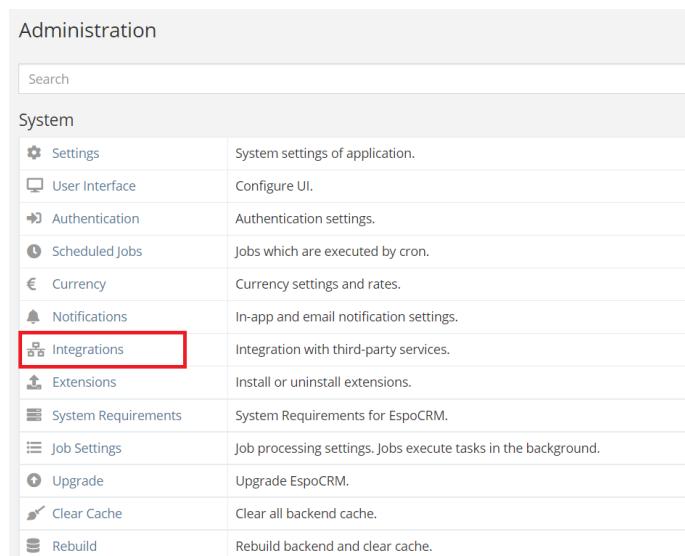 Administration
Search
System
Settings System settings of application.
User Interface Configure UI.
Authentication Authentication settings.
Scheduled Jobs Jobs which are executed by cron.
Currency Currency settings and rates.
Notifications In-app and email notification settings.
Integrations Integration with third-party services.
Extensions Install or uninstall extensions.
System Requirements System Requirements for EspoCRM.
Job Settings Job processing settings. Jobs execute tasks in the background.
Upgrade Upgrade EspoCRM.
Clear Cache Clear all backend cache.
Rebuild Rebuild backend and clear cache.